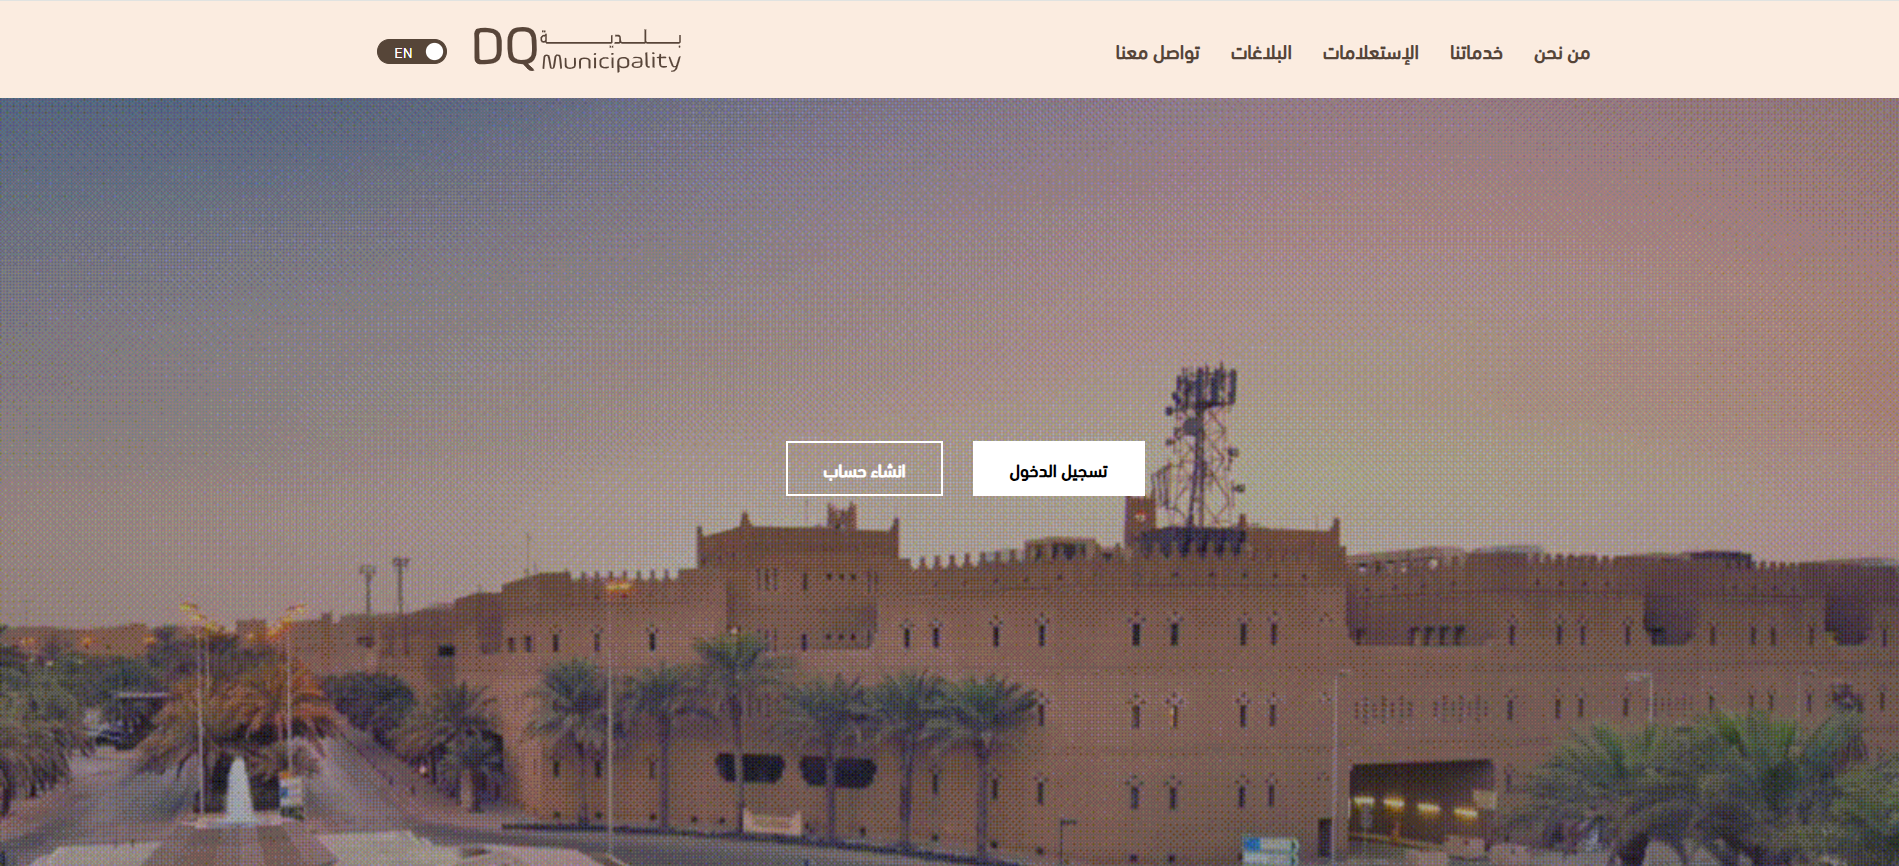 من نحن
خدماتنا
الإستعلامات
البلاغات
تواصل معنا
بلدية
DQ Municipality
EN
تسجيل الدخول
انشاء حساب